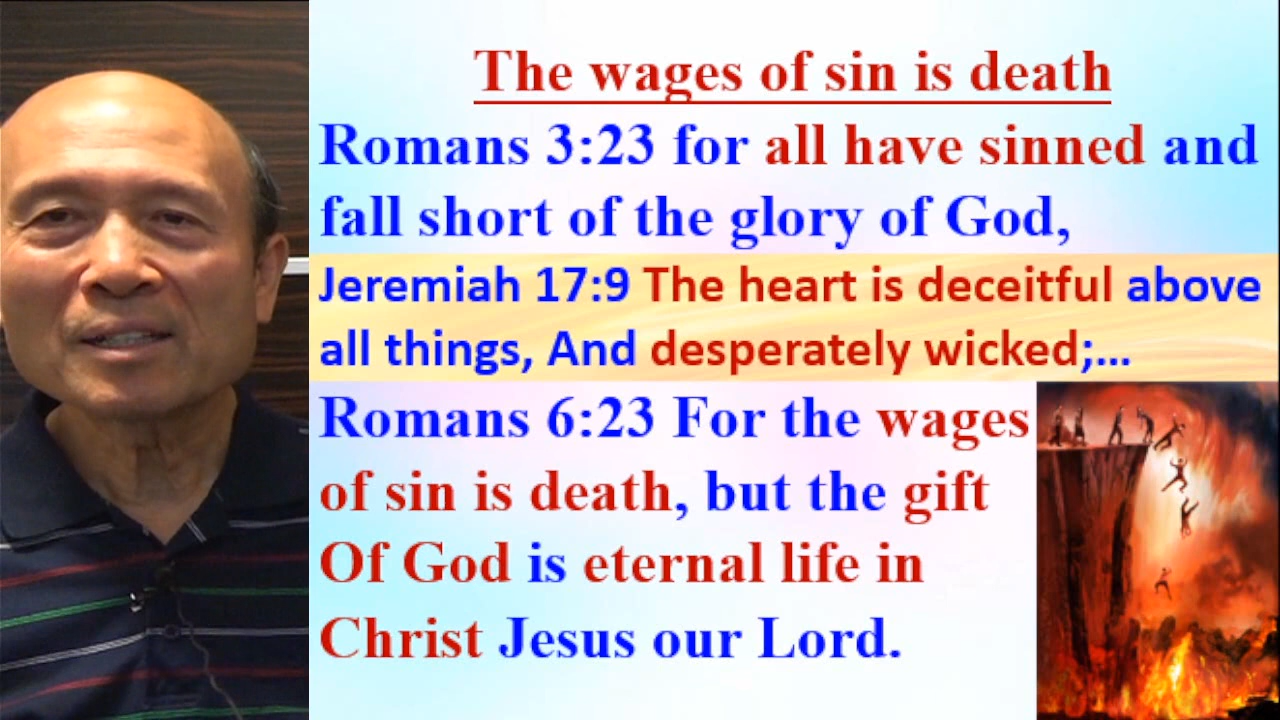 The wages of sin is death
Romans 3:23 for all have sinned and
fall short of the glory of God,
Jeremiah 17:9 The heart is deceitful above
all things, And desperately wicked;...
Romans 6:23 For the wages
of sin is death, but the gift
Of God is eternal life in
Christ Jesus our Lord.